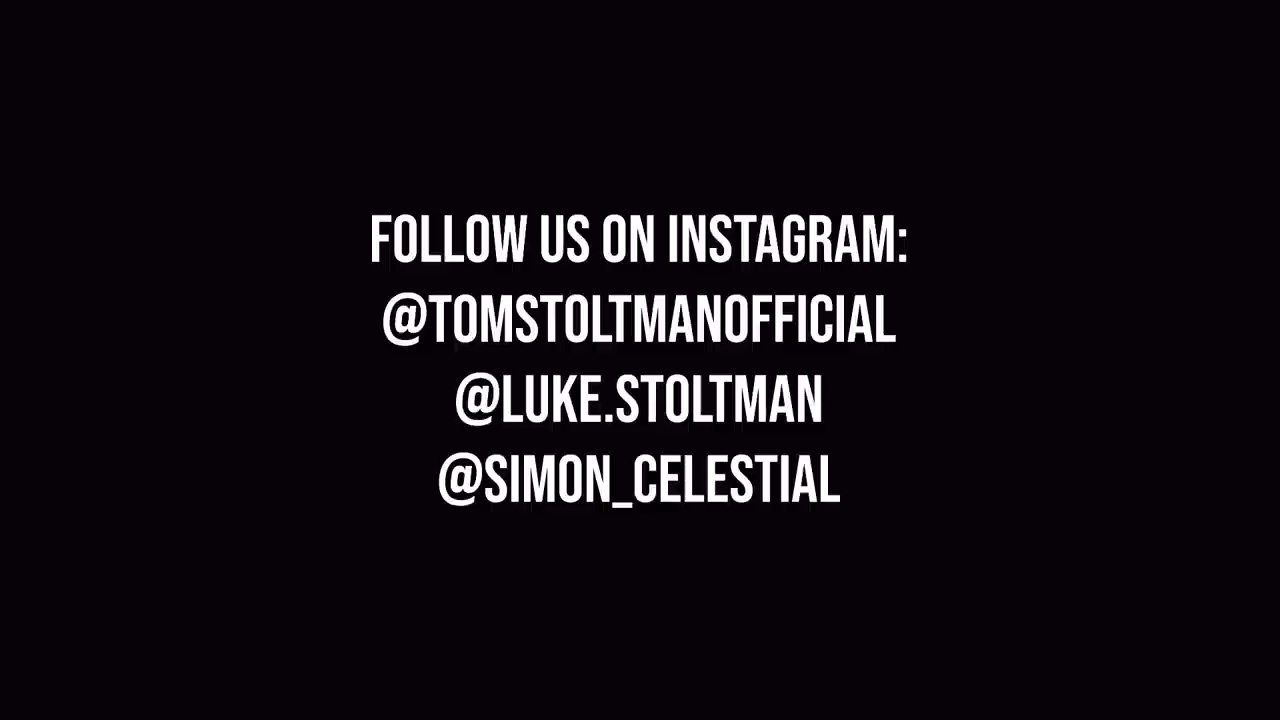 FOLLOW US ON INSTAGRAM:
@TOMSTOLTMANOFFICIAL
@LUKE.STOLTMAN
@SIMON_CELESTIAL